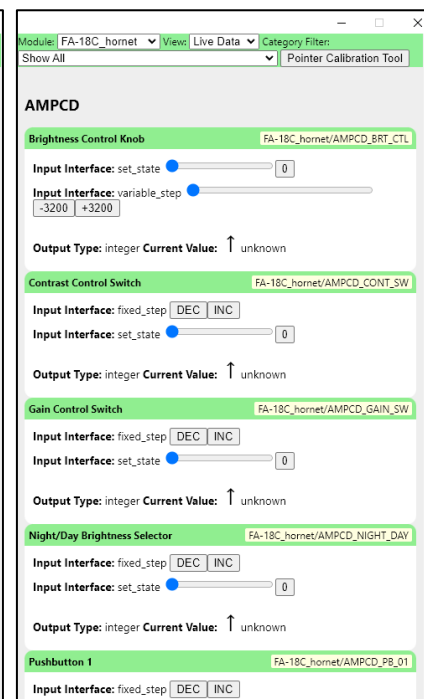 Module: FA-18C_hornet View: Live Data Category Filter:
Show All Pointer Calibration Tool
AMPCD
Brightness Control Knob FA-18C_hornet/AMPCD_BRT_CTL
Input Interface: set_state 0
Input Interface: variable_step
-3200 +3200
Output Type: integer Current Value: ↑ unknown
Contrast Control Switch FA-18C_hornet/AMPCD_CONT_SW
Input Interface: fixed_step DEC INC
Input Interface: set_state 0
Output Type: integer Current Value: ↑ unknown
Gain Control Switch FA-18C_hornet/AMPCD_GAIN_SW
Input Interface: fixed_step DEC INC
Input Interface: set_state 0
Output Type: integer Current Value: ↑ unknown
Night/Day Brightness Selector FA-18C_hornet/AMPCD_NIGHT_DAY
Input Interface: fixed_step DEC INC
Input Interface: set_state 0
Output Type: integer Current Value: ↑ unknown
Pushbutton 1 FA-18C_hornet/AMPCD_PB_01
Input Interface: fixed_step DEC INC